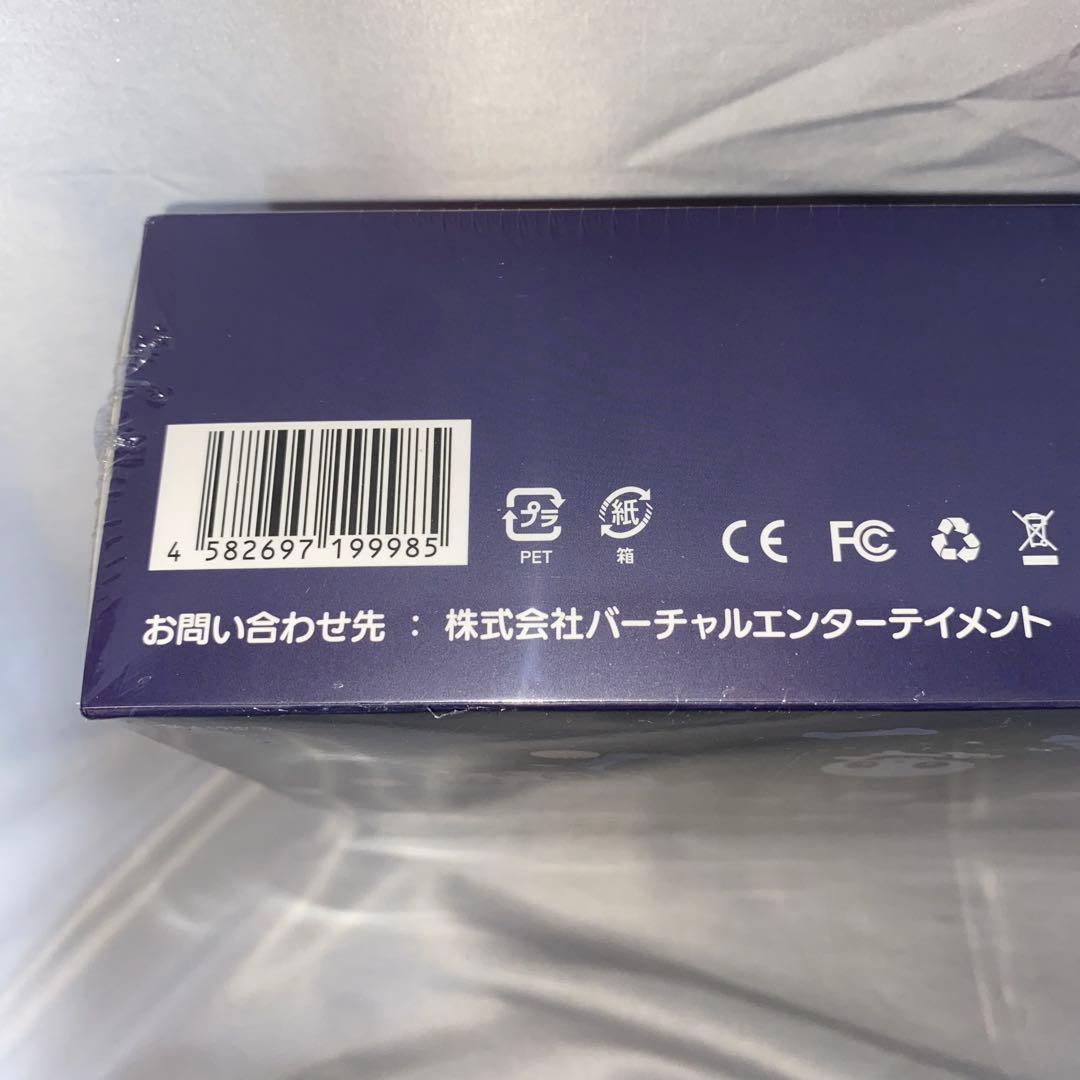 4 582697 199985
プラ
PET
紙
箱
CE FC
お問い合わせ先 : 株式会社バーチャルエンターテイメント